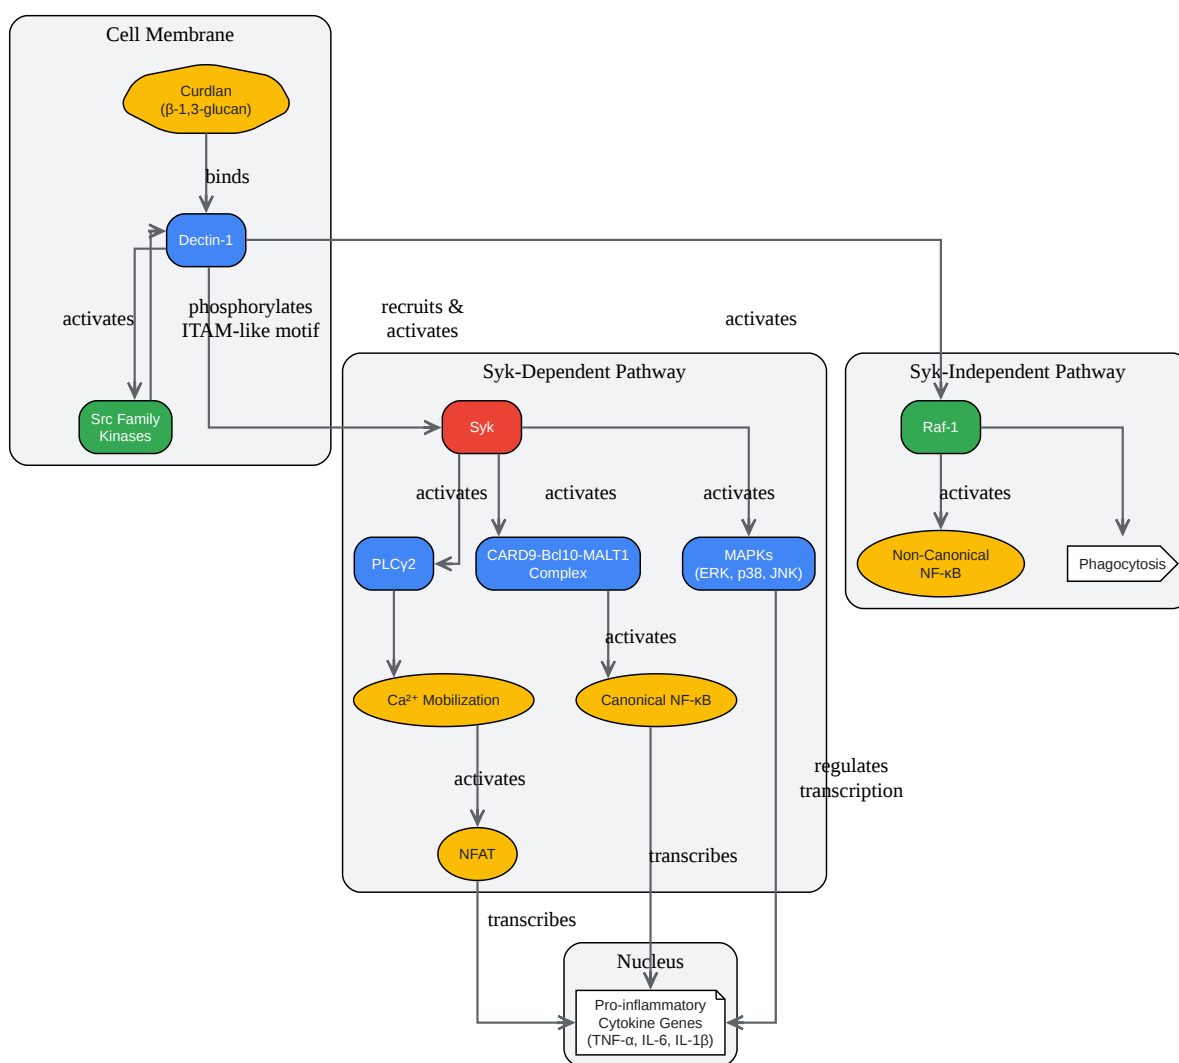 Cell Membrane
Curdlan
(β-1,3-glucan)
binds
Dectin-1
activates
phosphorylates
ITAM-like motif
recruits &
activates
activates
Src Family
Kinases
Syk-Dependent Pathway
Syk
activates
activates
activates
PLCγ2
CARD9-Bcl10-MALT1
Complex
MAPKs
(ERK, p38, JNK)
activates
Ca²⁺ Mobilization
Canonical NF-κB
activates
regulates
transcription
NFAT
transcribes
transcribes
Syk-Independent Pathway
Raf-1
activates
Non-Canonical
NF-κB
Phagocytosis
Nucleus
Pro-inflammatory
Cytokine Genes
(TNF-α, IL-6, IL-1β)